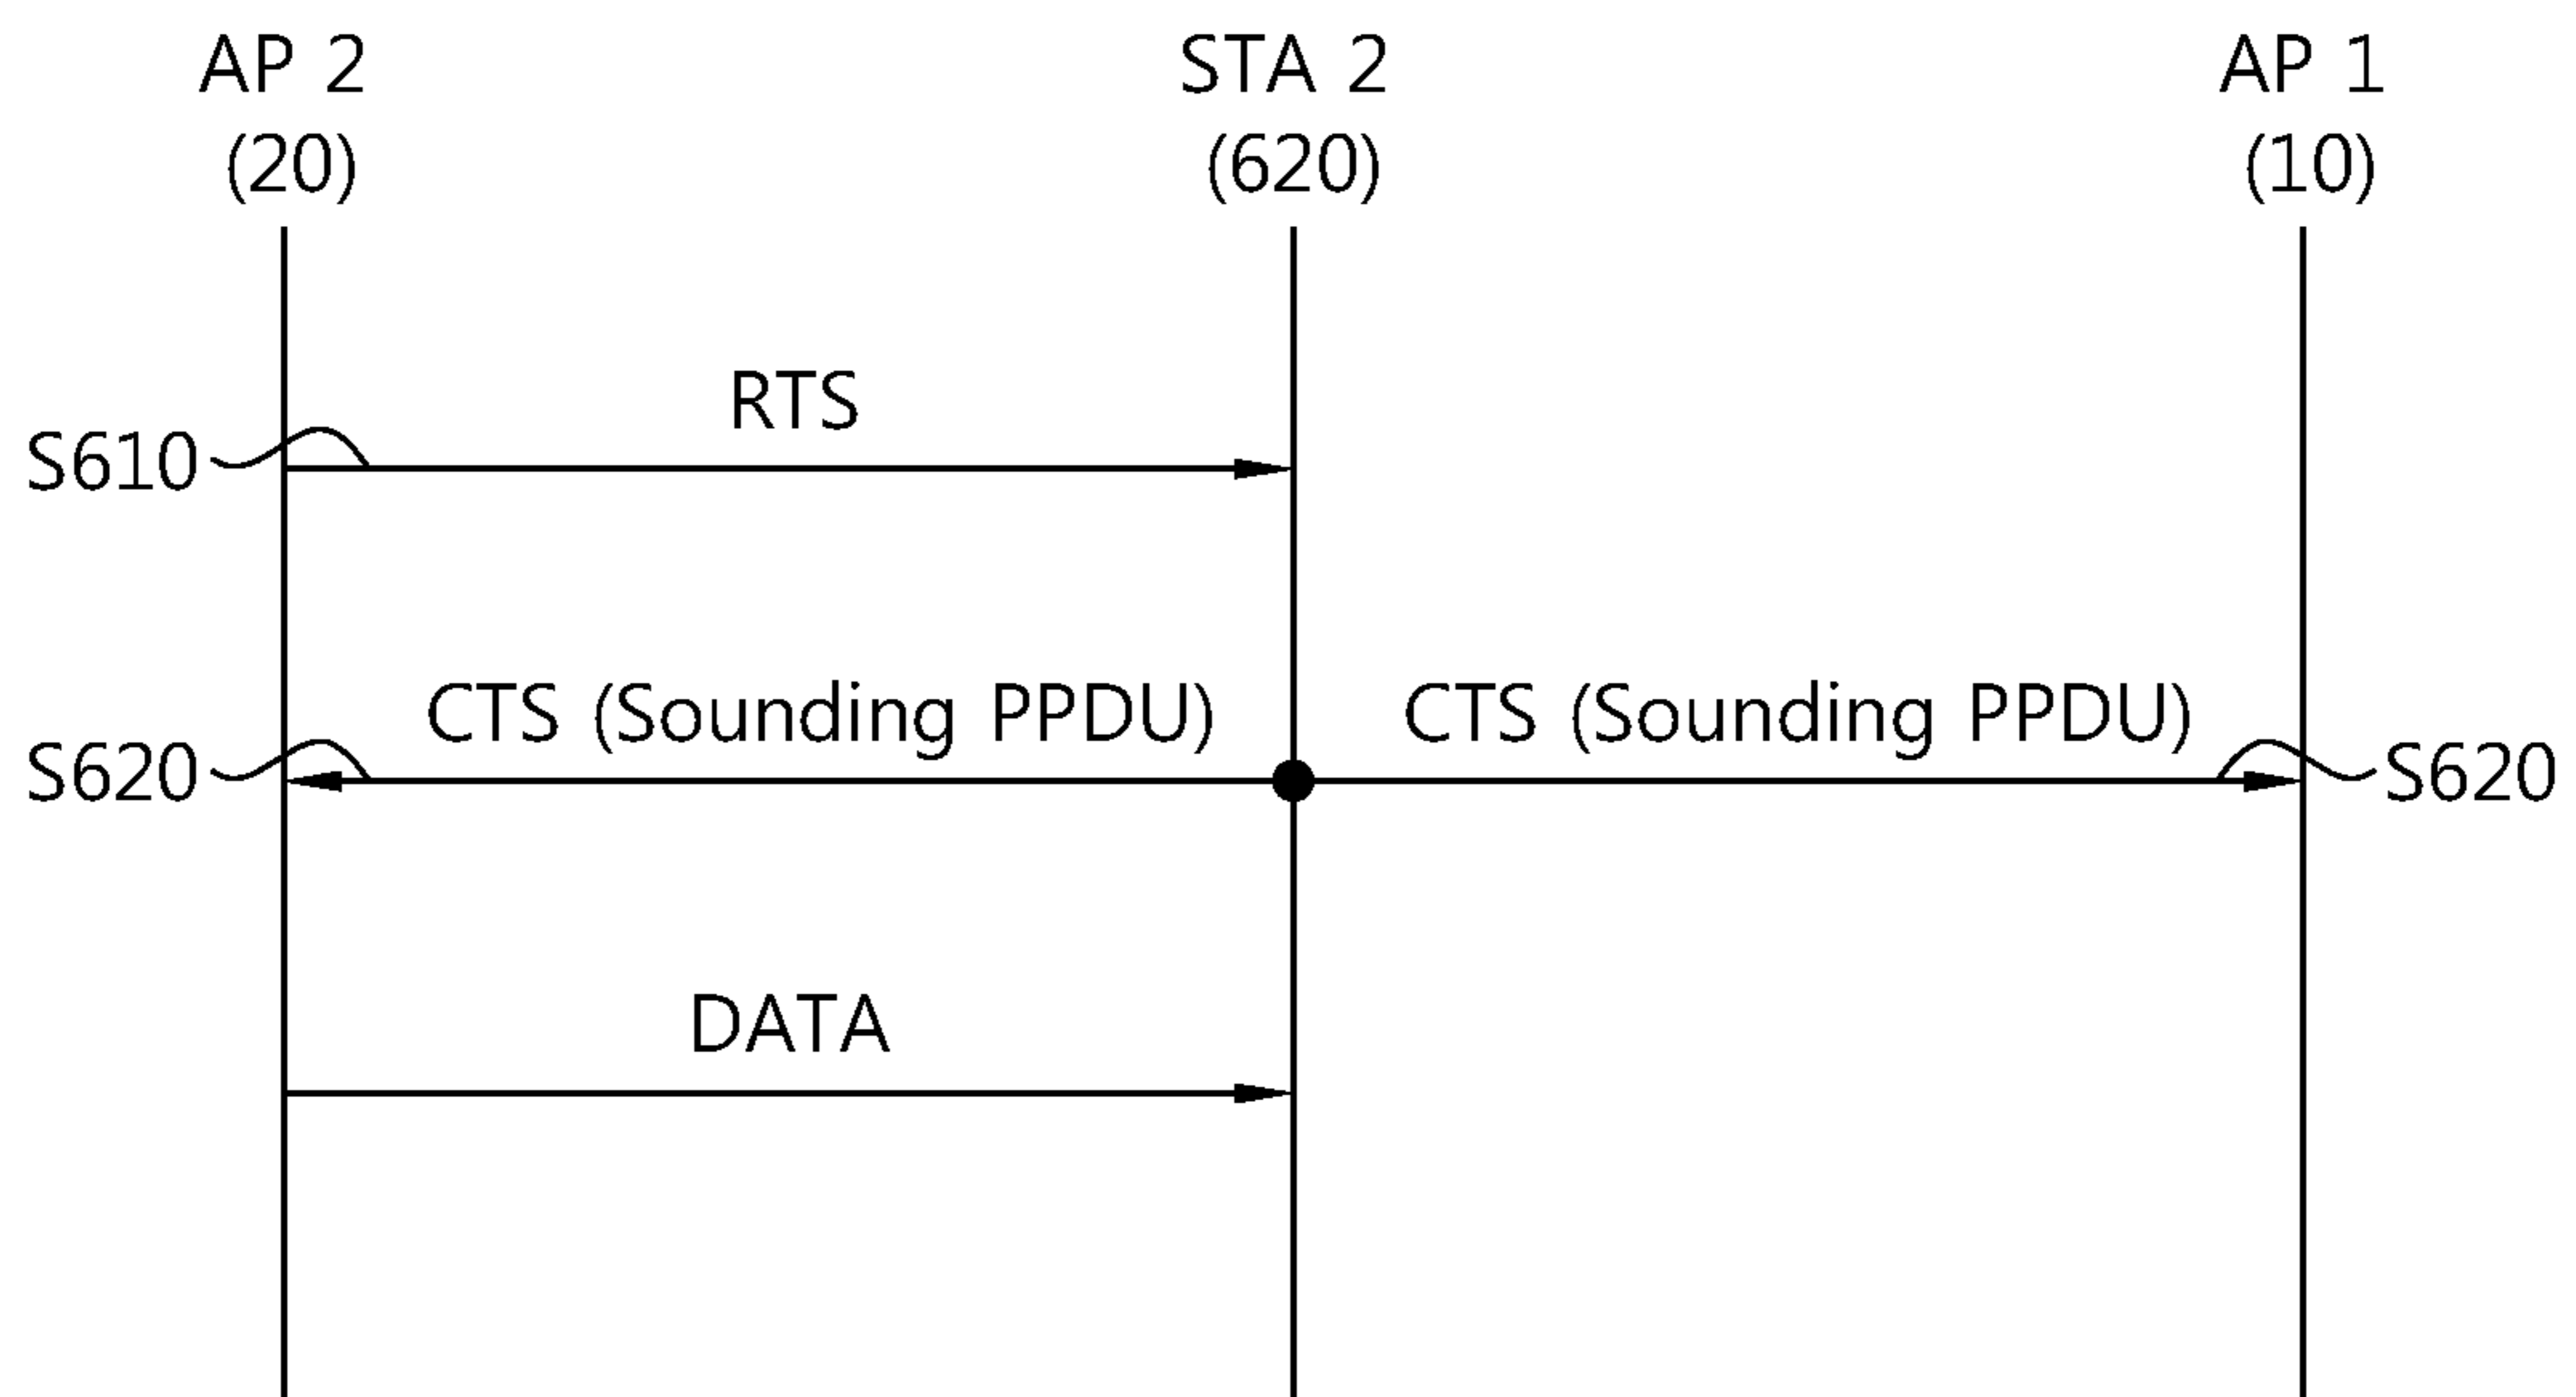 AP 2
(20)
STA 2
(620)
AP 1
(10)
RTS
S610
CTS (Sounding PPDU)
CTS (Sounding PPDU)
S620
S620
DATA